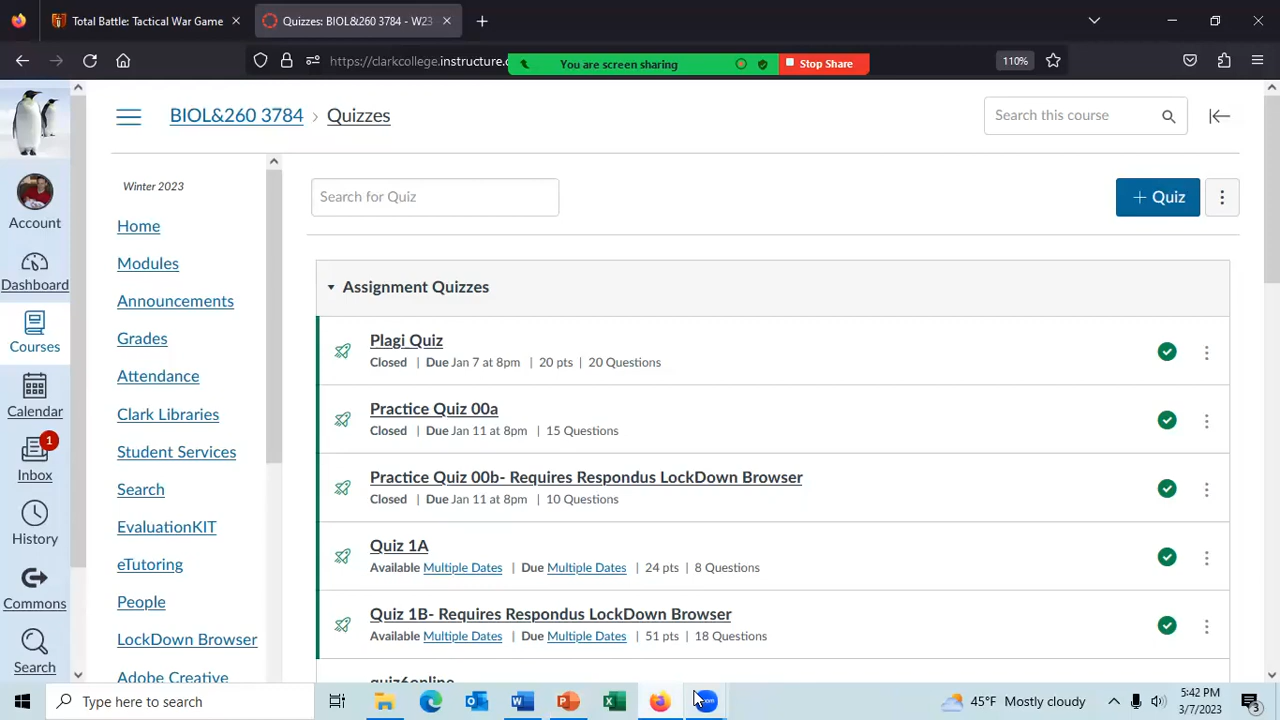 Total Battle: Tactical War Game
Quizzes: BIOL&260 3784 - W23
https://clarkcollege.instructure.c
You are screen sharing
Stop Share
110%
BIOL&260 3784 › Quizzes
Search this course
Account
Dashboard
Courses
Calendar
1
Inbox
History
Commons
Search
Winter 2023
Home
Modules
Announcements
Grades
Attendance
Clark Libraries
Student Services
Search
EvaluationKIT
eTutoring
People
LockDown Browser
Adobe Creative
Search for Quiz
+ Quiz
Assignment Quizzes
Plagi Quiz
Closed | Due Jan 7 at 8pm | 20 pts | 20 Questions
Practice Quiz 00a
Closed | Due Jan 11 at 8pm | 15 Questions
Practice Quiz 00b- Requires Respondus LockDown Browser
Closed | Due Jan 11 at 8pm | 10 Questions
Quiz 1A
Available Multiple Dates | Due Multiple Dates | 24 pts | 8 Questions
Quiz 1B- Requires Respondus LockDown Browser
Available Multiple Dates | Due Multiple Dates | 51 pts | 18 Questions
quiz6online
Type here to search
45°F Mostly cloudy
5:42 PM
3/7/2023
3